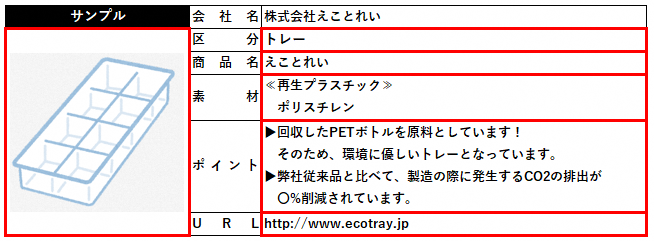 サンプル
会社名 株式会社えことれい
区分 トレー
商品名 えことれい
素材 ≪再生プラスチック≫
ポリスチレン
ポイント ▶回収したPETボトルを原料としています！
そのため、環境に優しいトレーとなっています。
▶弊社従来品と比べて、製造の際に発生するCO2の排出が
〇%削減されています。
URL http://www.ecotray.jp